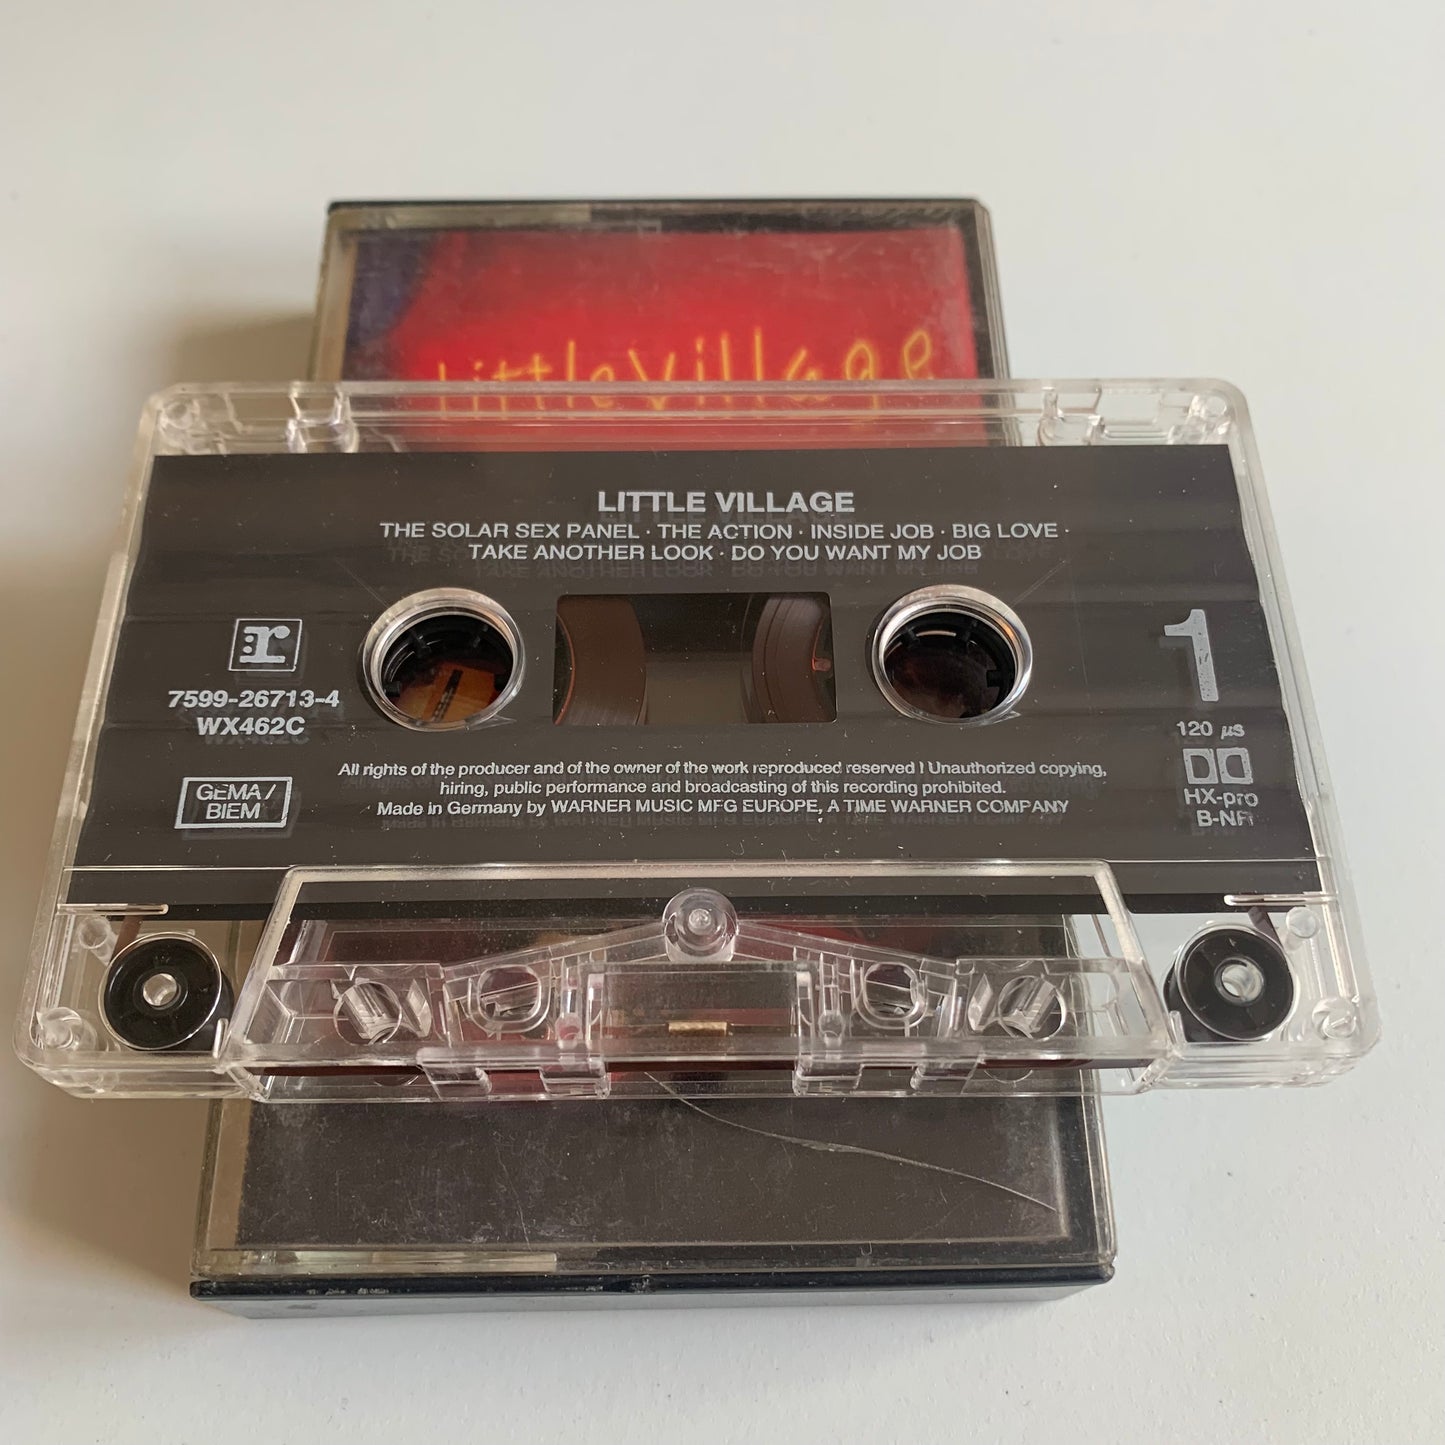 little village
LITTLE VILLAGE
THE SOLAR SEX PANEL · THE ACTION · INSIDE JOB · BIG LOVE ·
TAKE ANOTHER LOOK · DO YOU WANT MY JOB
r
1
7599-26713-4
WX462C
120 µs
HX-pro
B-NR
GEMA/
BIEM
All rights of the producer and of the owner of the work reproduced reserved ! Unauthorized copying,
hiring, public performance and broadcasting of this recording prohibited.
Made in Germany by WARNER MUSIC MFG EUROPE, A TIME WARNER COMPANY